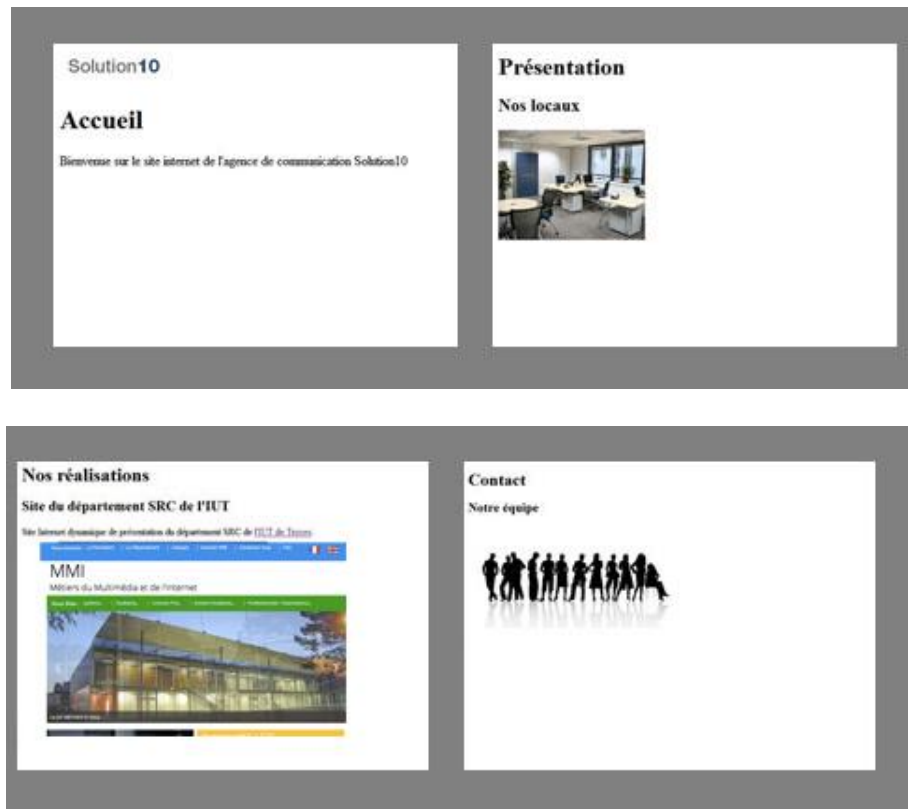 Solution10
Accueil
Bienvenue sur le site internet de l'agence de communication Solution10
Présentation
Nos locaux
Nos réalisations
Site du département SRC de l'IUT
Site Internet dynamique de présentation du département SRC de l'IUT de Troyes
MMI
Métiers du Multimédia et de l'Internet
Contact
Notre équipe